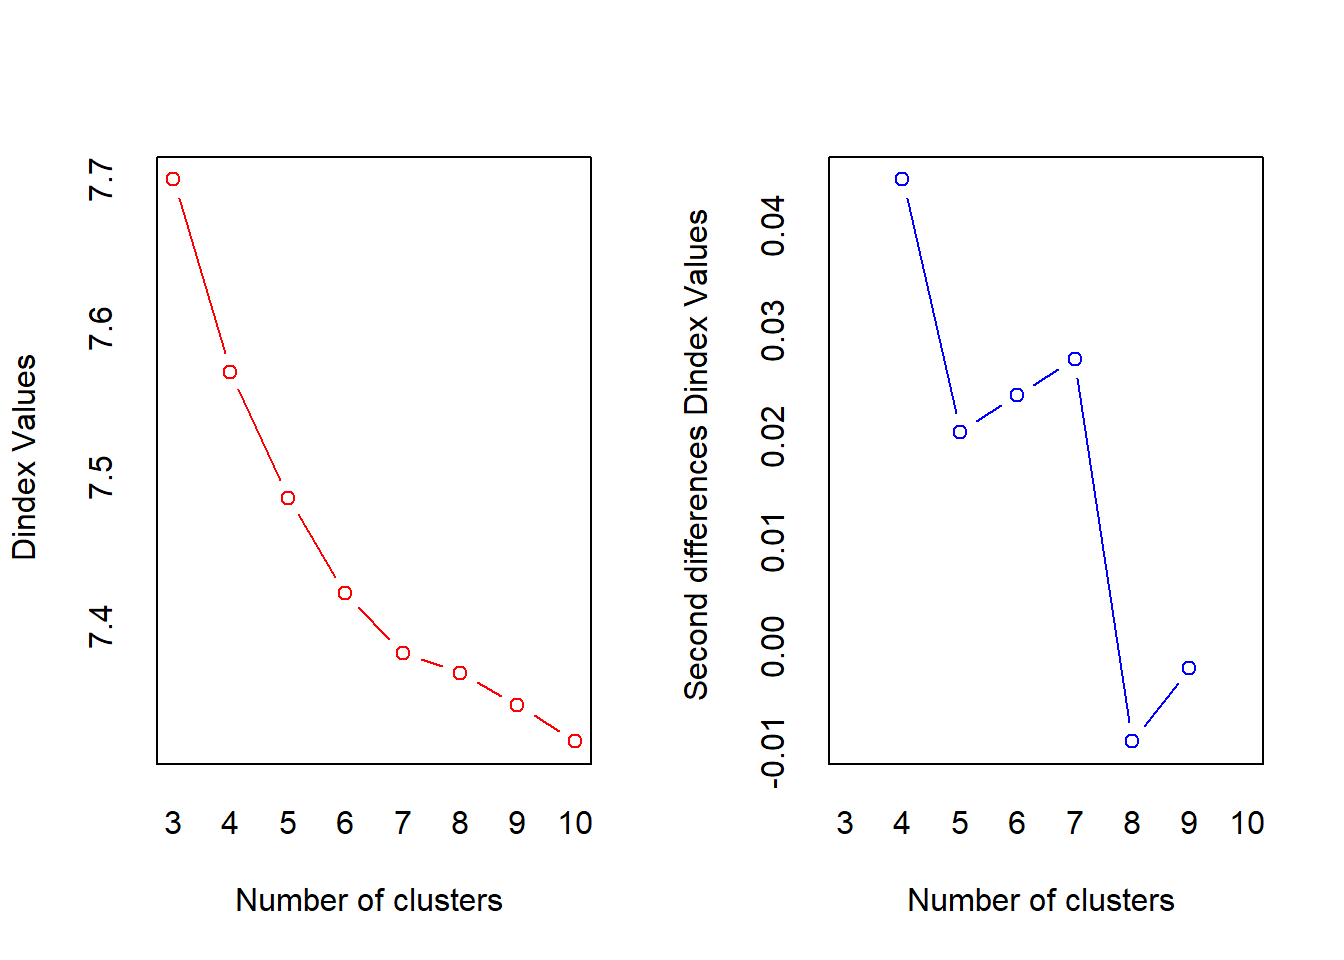 Dindex Values
7.7
7.6
7.5
7.4
3 4 5 6 7 8 9 10
Number of clusters
Second differences Dindex Values
0.04
0.03
0.02
0.01
0.00
-0.01
3 4 5 6 7 8 9 10
Number of clusters